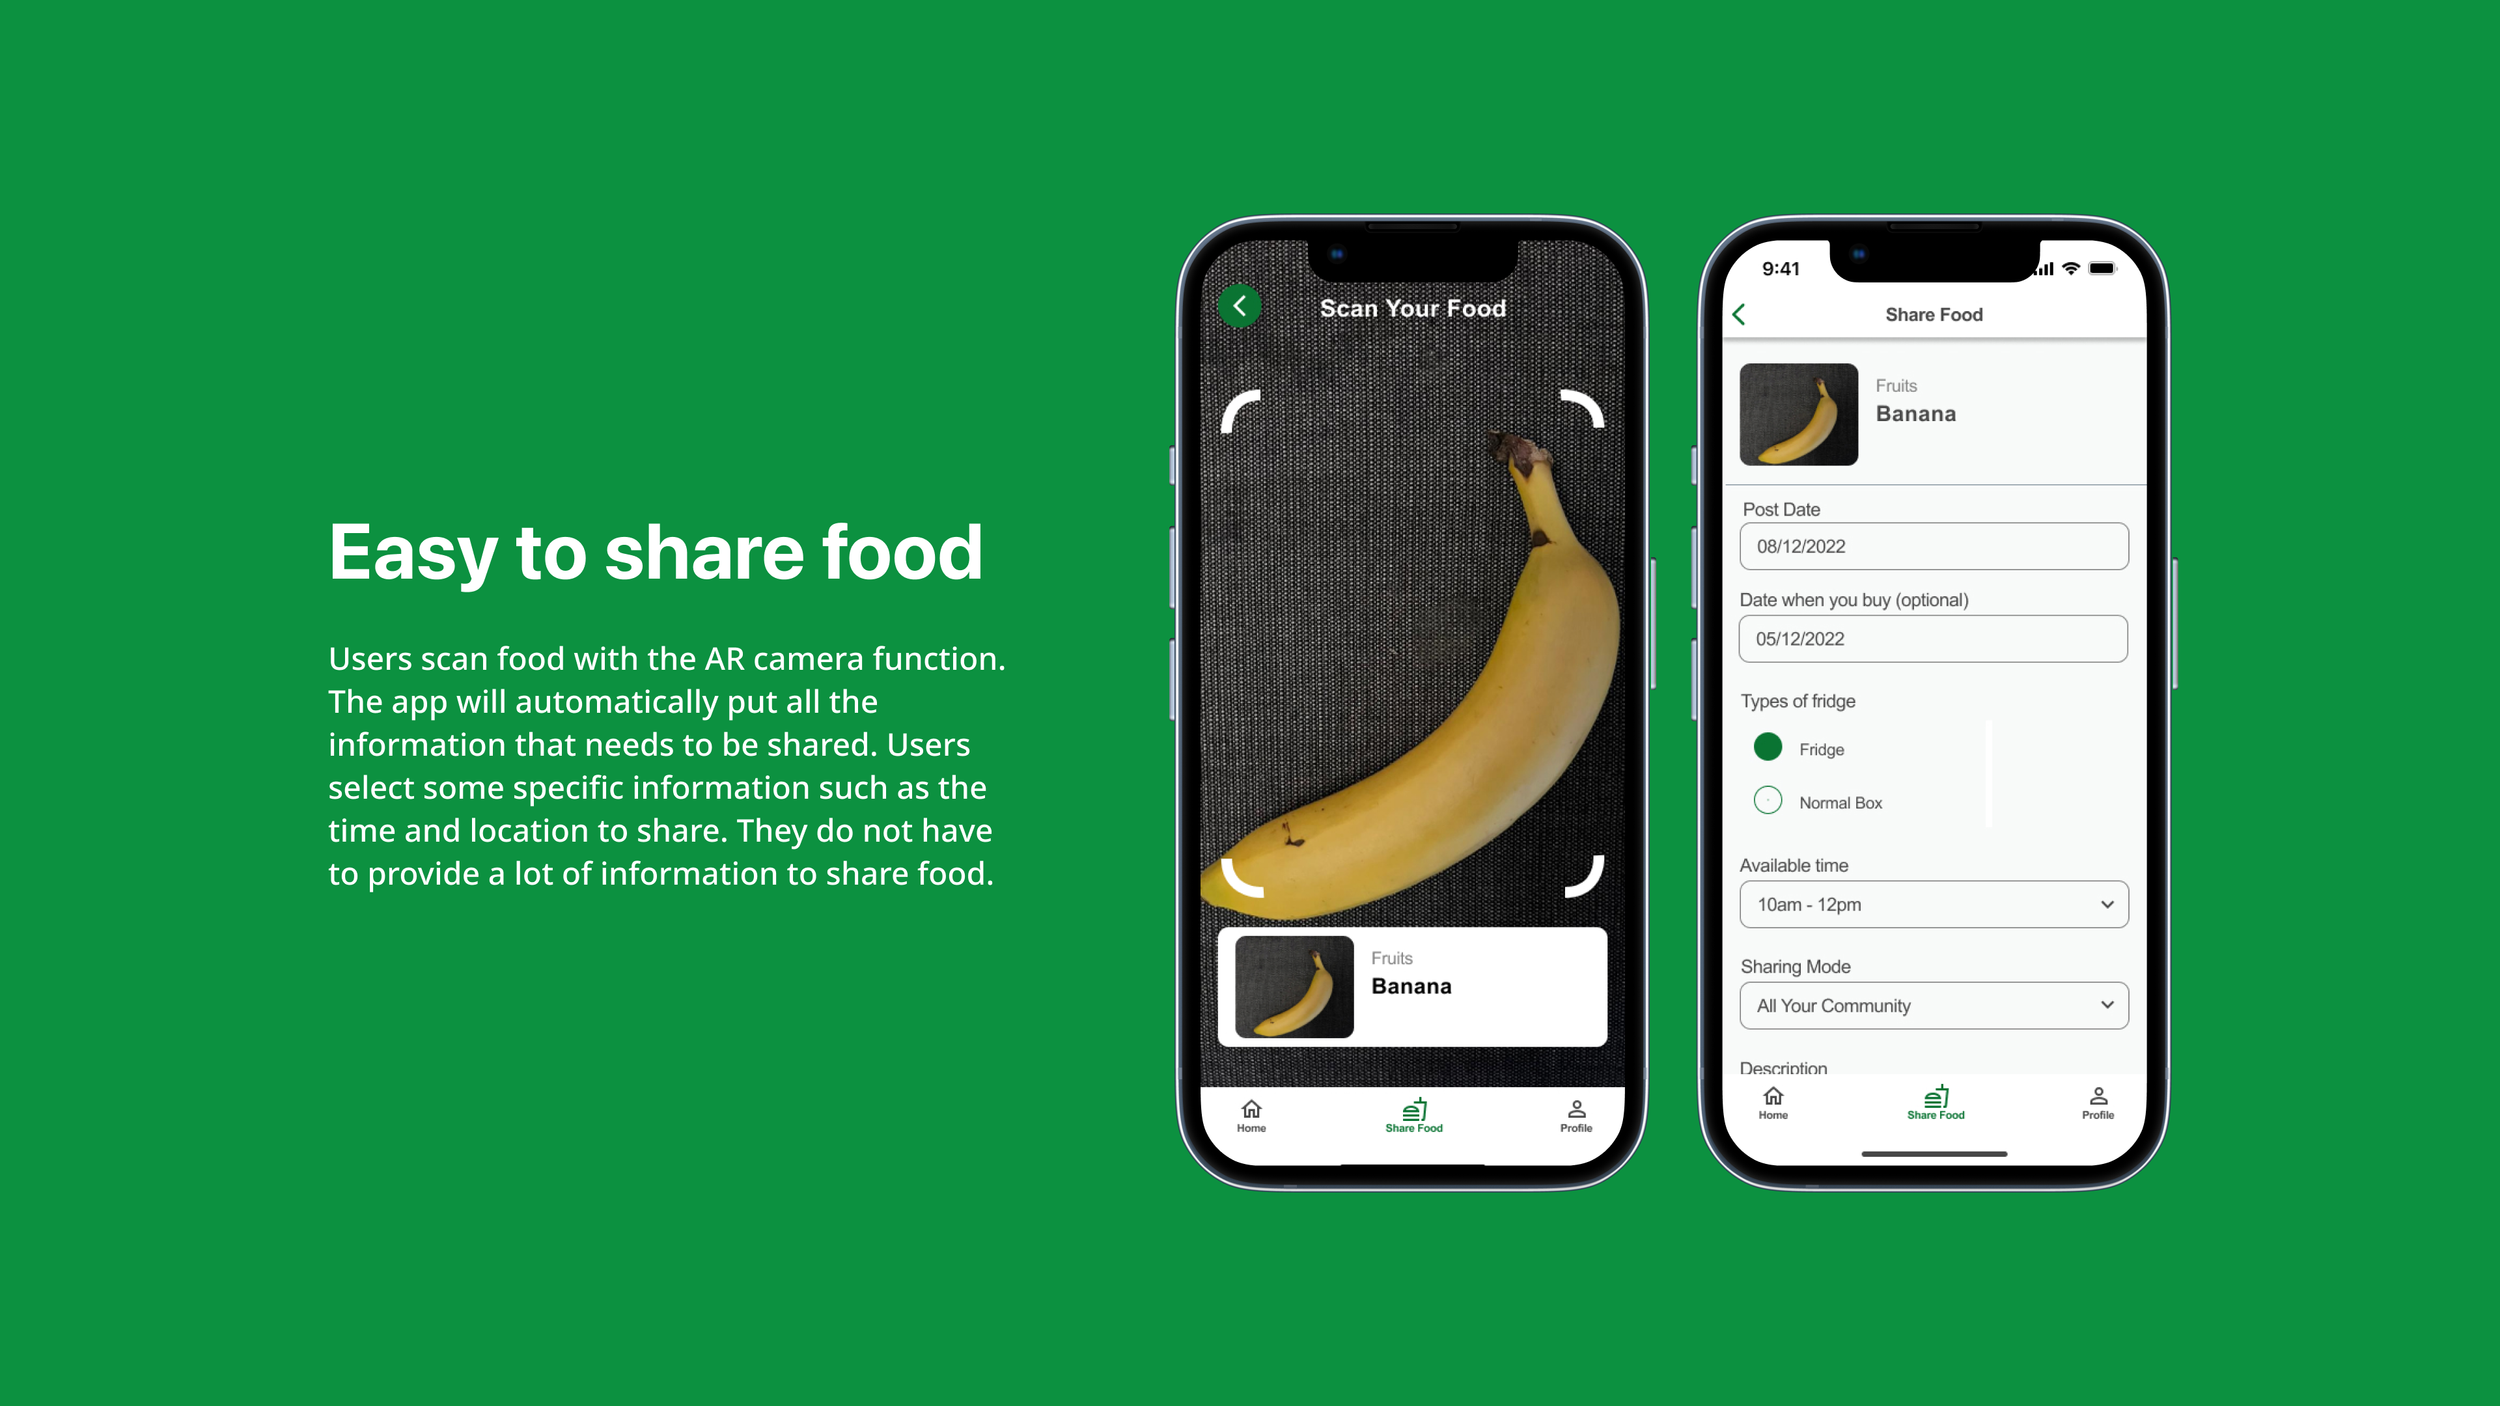 Easy to share food
Users scan food with the AR camera function.
The app will automatically put all the
information that needs to be shared. Users
select some specific information such as the
time and location to share. They do not have
to provide a lot of information to share food.
Scan Your Food
Fruits
Banana
Home
Share Food
Profile
9:41
Share Food
Fruits
Banana
Post Date
08/12/2022
Date when you buy (optional)
05/12/2022
Types of fridge
Fridge
Normal Box
Available time
10am - 12pm
Sharing Mode
All Your Community
Description
Home
Share Food
Profile